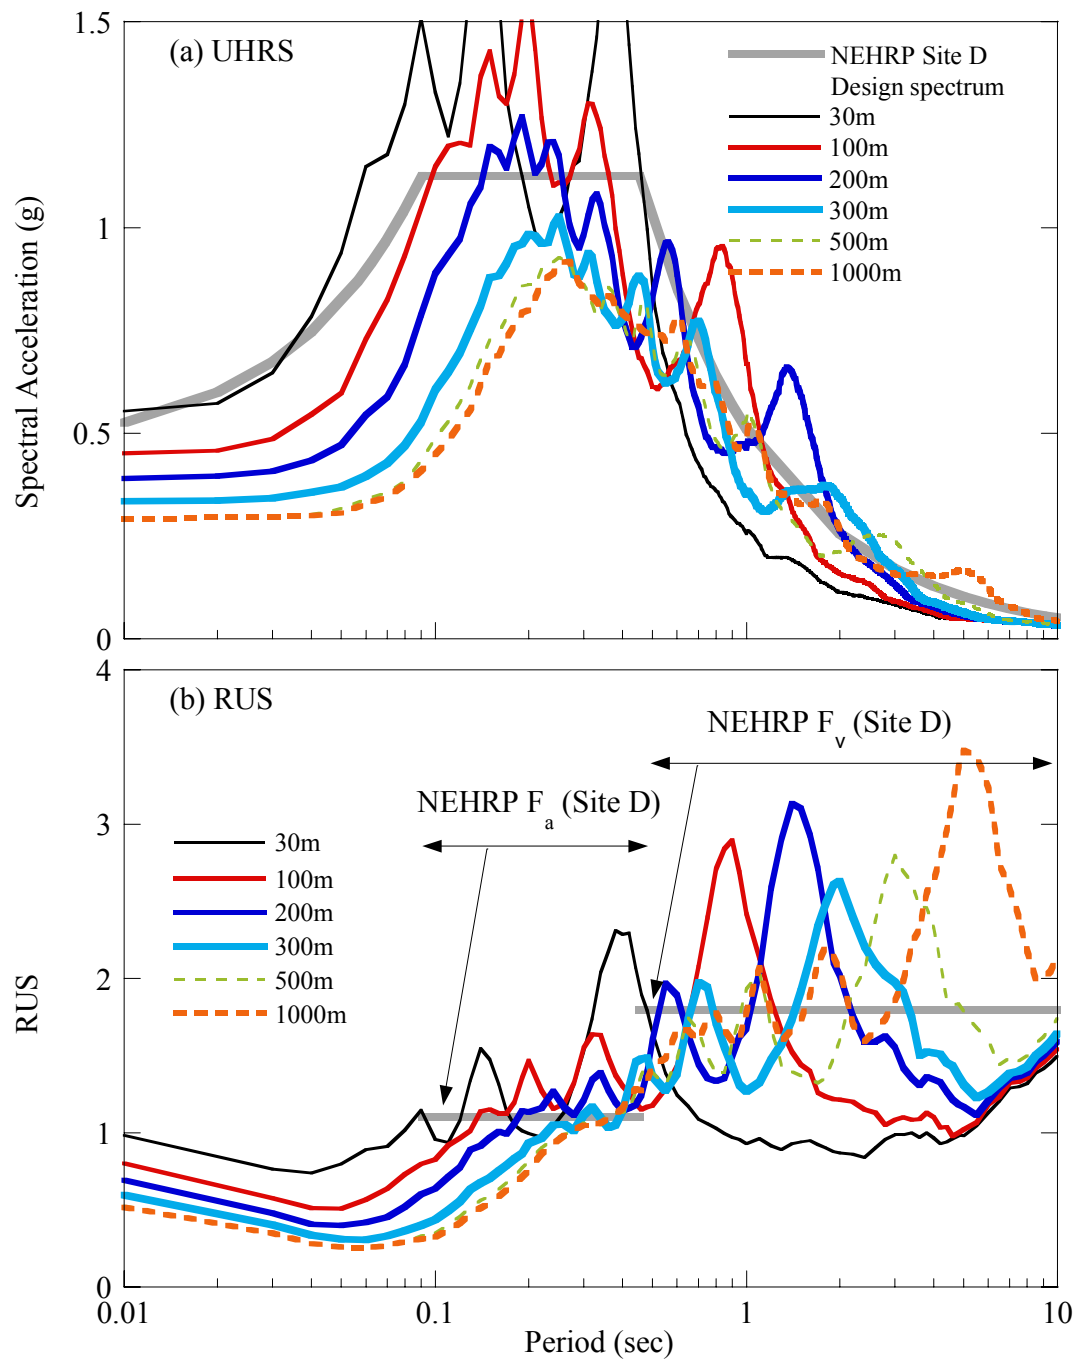 1.5
(a) UHRS
NEHRP Site D
Design spectrum
30m
100m
200m
300m
500m
1000m
1
0.5
0
Spectral Acceleration (g)
4
(b) RUS
NEHRP Fv (Site D)
NEHRP Fa (Site D)
3
30m
100m
200m
300m
500m
1000m
2
1
0
RUS
0.01
0.1
1
10
Period (sec)